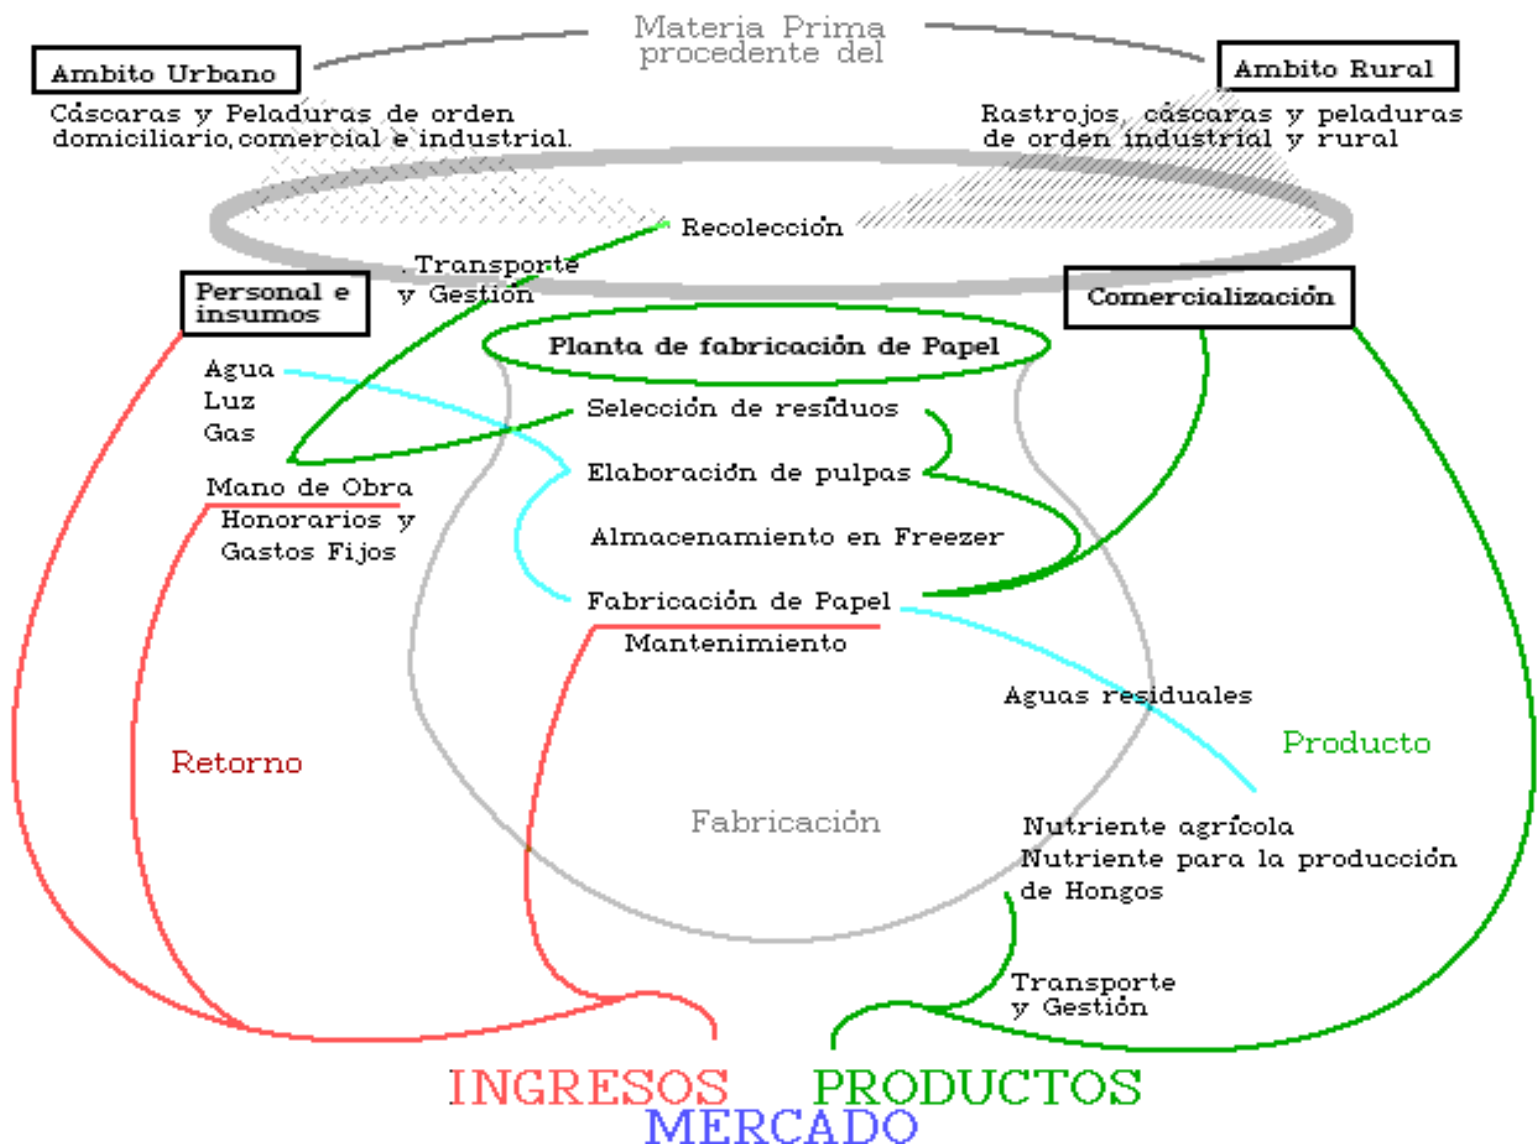 Materia Prima
procedente del
Ambito Urbano
Cáscaras y Peladuras de orden
domiciliario,comercial e industrial.
Ambito Rural
Rastrojos, cáscaras y peladuras
de orden industrial y rural
Recolección
. Transporte
y Gestión
Personal e
insumos
Comercialización
Planta de fabricación de Papel
Agua
Luz
Gas
Selección de resíduos
Elaboración de pulpas
Mano de Obra
Honorarios y
Gastos Fijos
Almacenamiento en Freezer
Fabricación de Papel
Mantenimiento
Aguas residuales
Retorno
Producto
Fabricación
Nutriente agrícola
Nutriente para la producción
de Hongos
Transporte
y Gestión
INGRESOS
PRODUCTOS
MERCADO